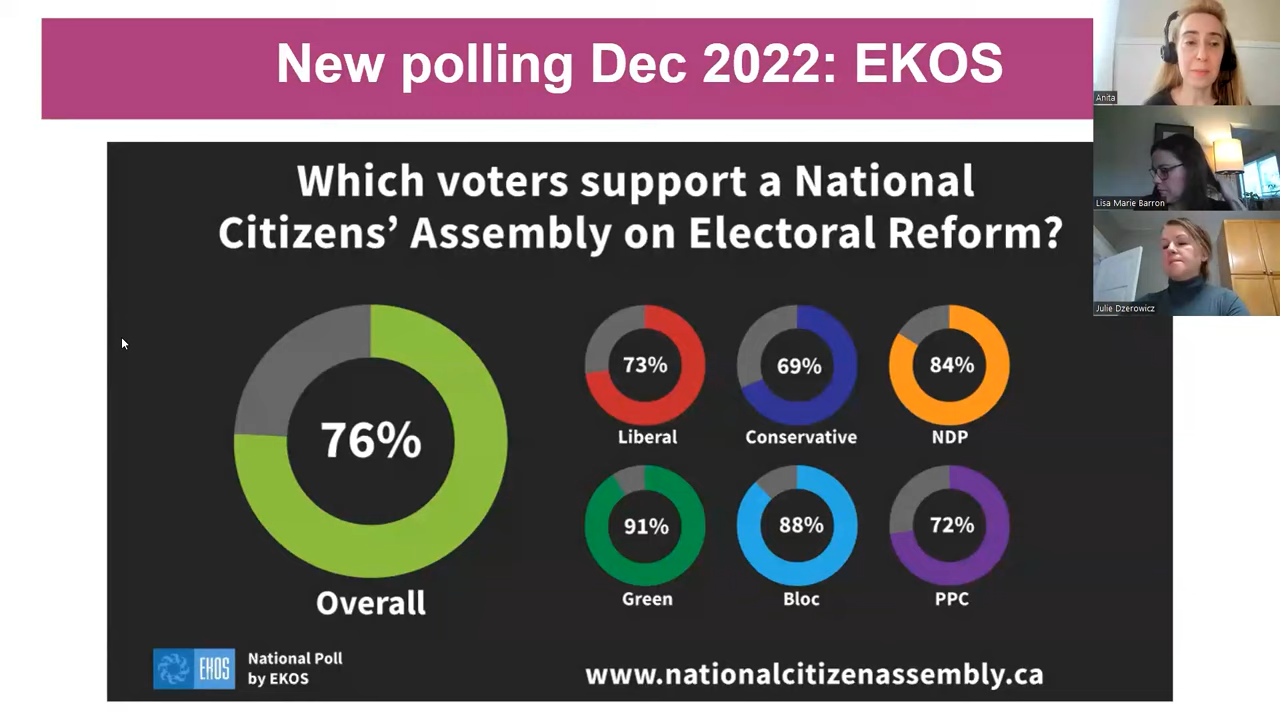 New polling Dec 2022: EKOS
Anita
Lisa Marie Barron
Julie Dzerowicz
Which voters support a National
Citizens’ Assembly on Electoral Reform?
76%
Overall
73%
69%
84%
Liberal
Conservative
NDP
91%
88%
72%
Green
Bloc
PPC
EKOS
National Poll
by EKOS
www.nationalcitizenassembly.ca